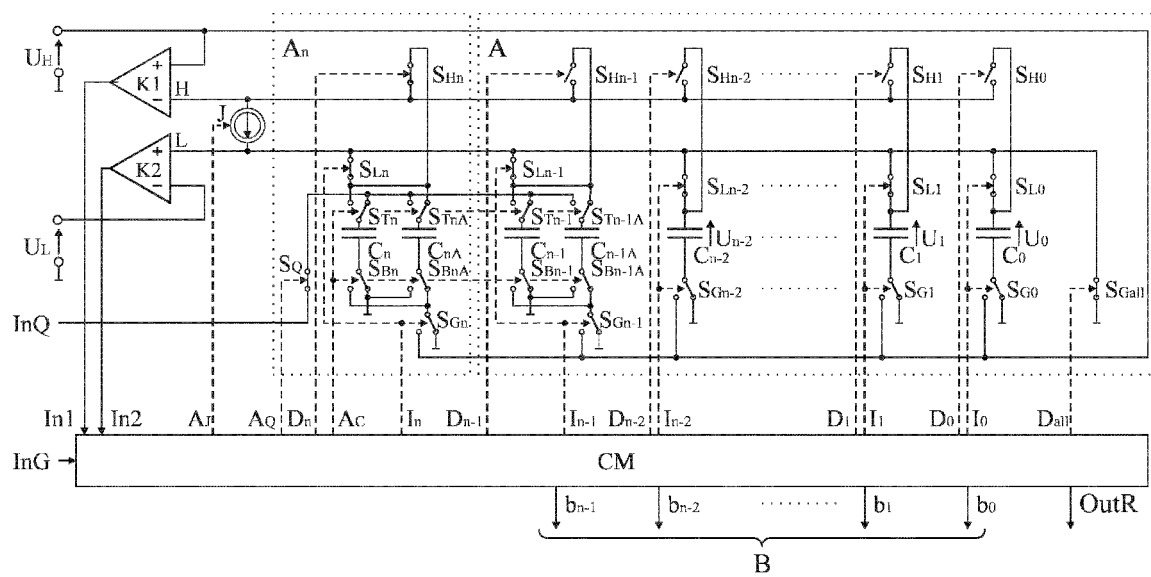 An A
UH + K1 - H SHn SHn-1 SHn-2 SH1 SH0
J
L + K2 - SLn SLn-1 SLn-2 SL1 SL0
STn STnA STn-1 STn-1A
UL Cn CnA Cn-1 Cn-1A Cn-2 Un-2 C1 U1 C0 U0
SQ SBn SBnA SBn-1 SBn-1A SGn-2 SG1 SG0 SGall
InQ SGn SGn-1
In1 In2 AJ AQ Dn AC In Dn-1 In-1 Dn-2 In-2 D1 I1 D0 I0 Dall
InG CM
bn-1 bn-2 b1 b0 OutR
B